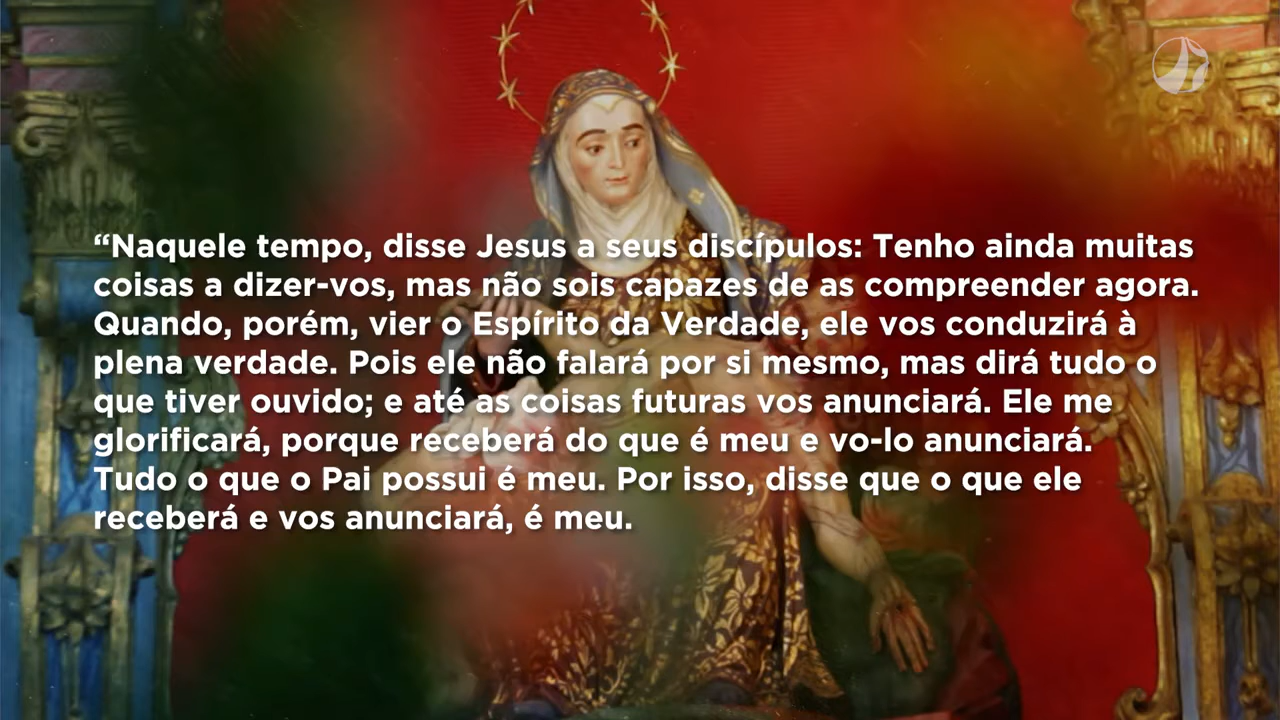 “Naquele tempo, disse Jesus a seus discípulos: Tenho ainda muitas
coisas a dizer-vos, mas não sois capazes de as compreender agora.
Quando, porém, vier o Espírito da Verdade, ele vos conduzirá à
plena verdade. Pois ele não falará por si mesmo, mas dirá tudo o
que tiver ouvido; e até as coisas futuras vos anunciará. Ele me
glorificará, porque receberá do que é meu e vo-lo anunciará.
Tudo o que o Pai possui é meu. Por isso, disse que o que ele
receberá e vos anunciará, é meu.